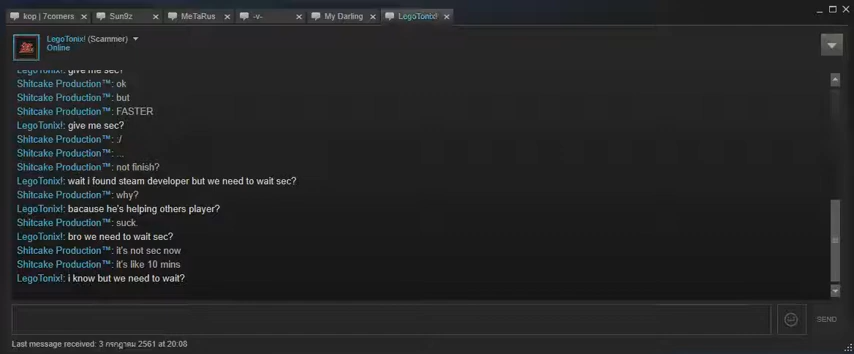 kop | 7corners
Sun9z
MeTaRus
-v-
My Darling
LegoTonix!
LegoTonix! (Scammer)
Online
LegoTonix!: give me sec?
Shitcake Production™: ok
Shitcake Production™: but
Shitcake Production™: FASTER
LegoTonix!: give me sec?
Shitcake Production™: :/
Shitcake Production™: ...
Shitcake Production™: not finish?
LegoTonix!: wait i found steam developer but we need to wait sec?
Shitcake Production™: why?
LegoTonix!: bacause he's helping others player?
Shitcake Production™: suck.
LegoTonix!: bro we need to wait sec?
Shitcake Production™: it's not sec now
Shitcake Production™: it's like 10 mins
LegoTonix!: i know but we need to wait?
SEND
Last message received: 3 กรกฎาคม 2561 at 20:08